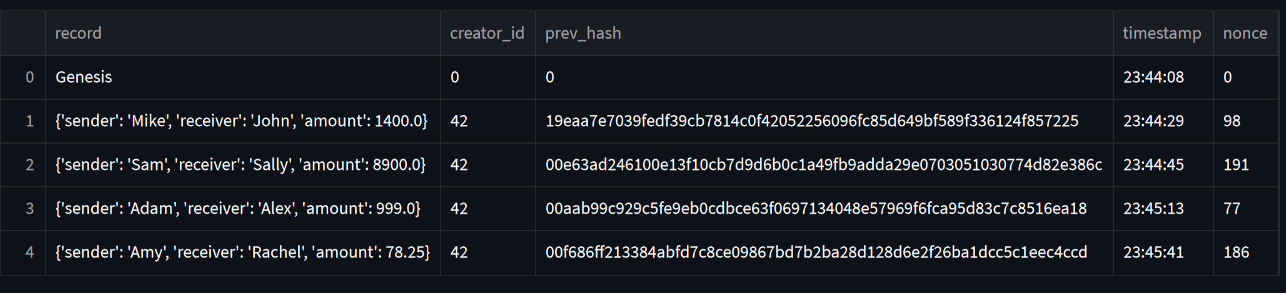 record creator_id prev_hash timestamp nonce
0 Genesis 0 0 23:44:08 0
1 {'sender': 'Mike', 'receiver': 'John', 'amount': 1400.0} 42 19eaa7e7039fedf39cb7814c0f42052256096fc85d649bf589f336124f857225 23:44:29 98
2 {'sender': 'Sam', 'receiver': 'Sally', 'amount': 8900.0} 42 00e63ad246100e13f10cb7d9d6b0c1a49fb9adda29e0703051030774d82e386c 23:44:45 191
3 {'sender': 'Adam', 'receiver': 'Alex', 'amount': 999.0} 42 00aab99c929c5fe9eb0cdbce63f0697134048e57969f6fca95d83c7c8516ea18 23:45:13 77
4 {'sender': 'Amy', 'receiver': 'Rachel', 'amount': 78.25} 42 00f686ff213384abfd7c8ce09867bd7b2ba28d128d6e2f26ba1dcc5c1eec4ccd 23:45:41 186